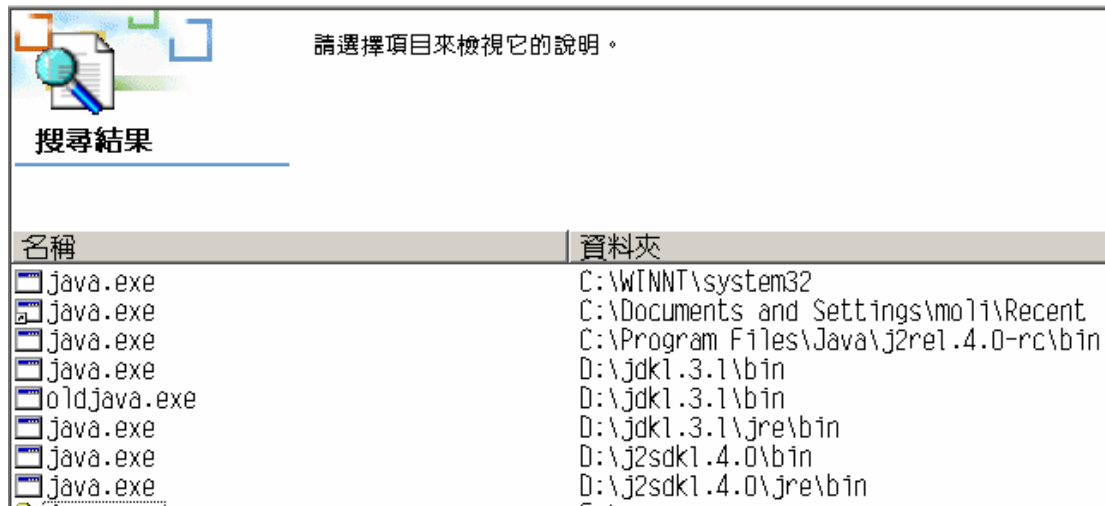 請選擇項目來檢視它的說明。
搜尋結果
名稱 資料夾
java.exe C:\WINNT\system32
java.exe C:\Documents and Settings\moli\Recent
java.exe C:\Program Files\Java\j2re1.4.0-rc\bin
java.exe D:\jdk1.3.1\bin
oldjava.exe D:\jdk1.3.1\bin
java.exe D:\jdk1.3.1\jre\bin
java.exe D:\j2sdk1.4.0\bin
java.exe D:\j2sdk1.4.0\jre\bin